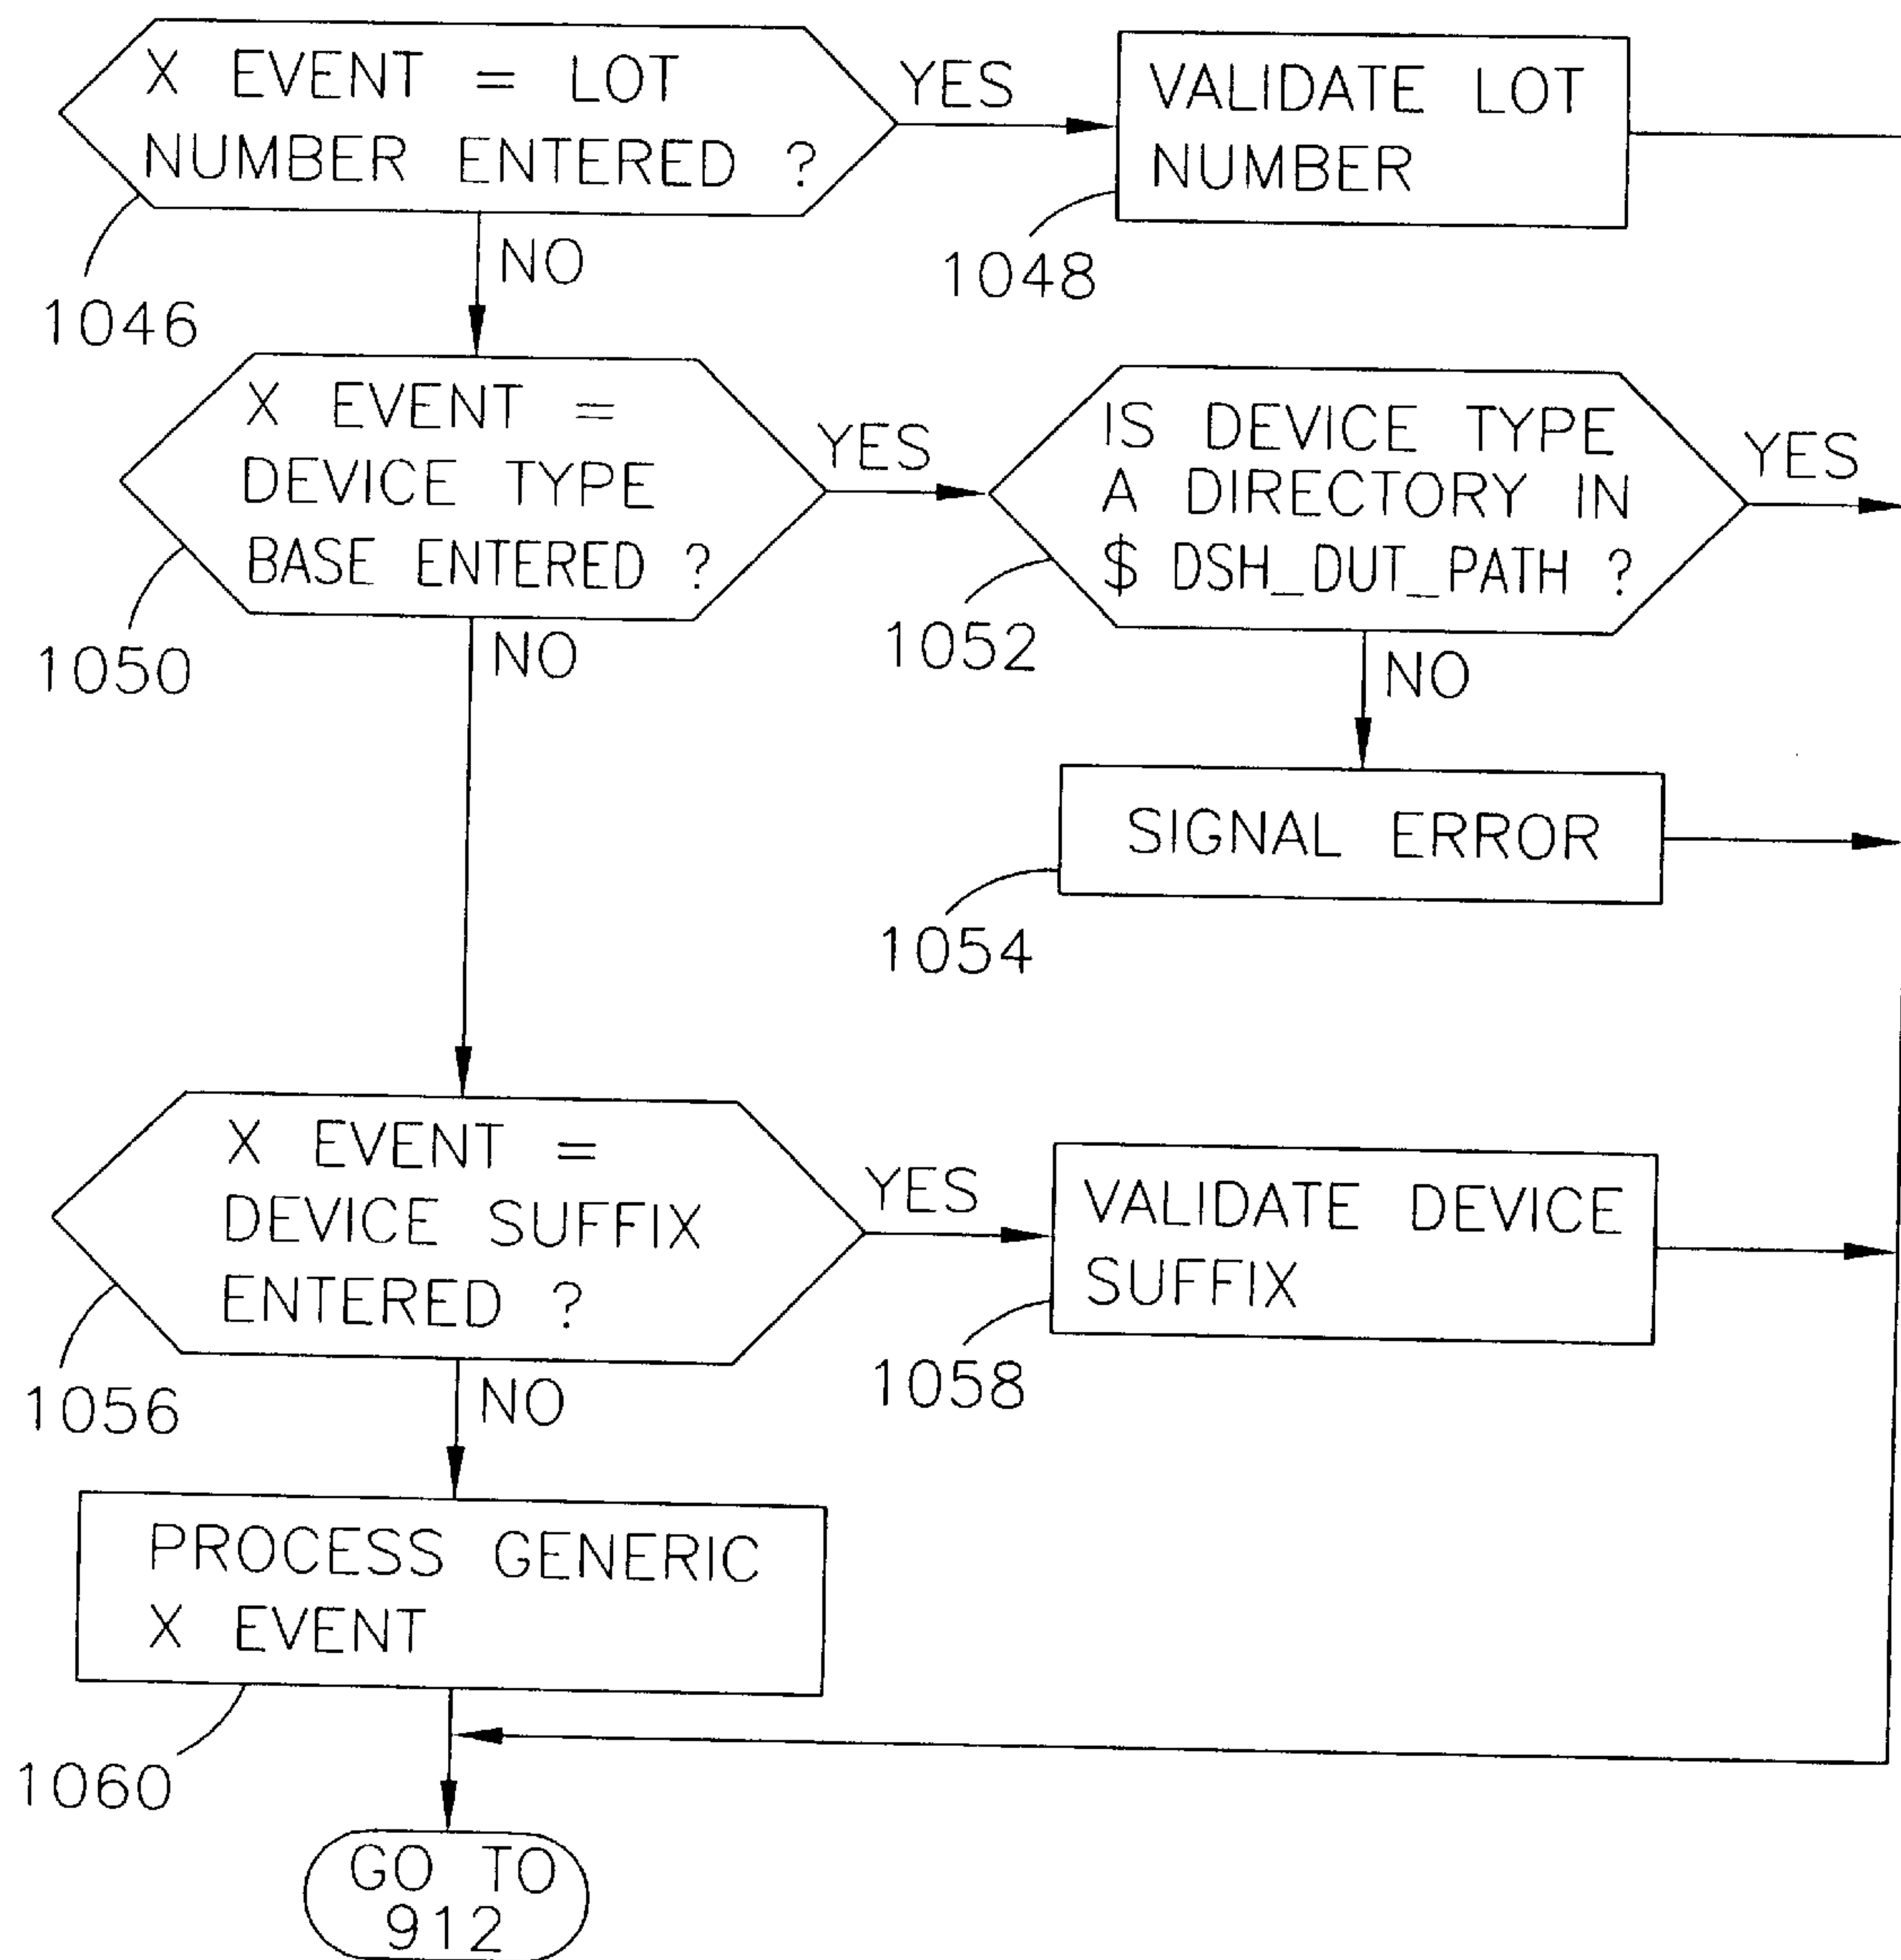 X EVENT = LOT
NUMBER ENTERED ?
YES
VALIDATE LOT
NUMBER
1046
NO
1048
X EVENT =
DEVICE TYPE
BASE ENTERED ?
YES
IS DEVICE TYPE
A DIRECTORY IN
$ DSH_DUT_PATH ?
YES
1050
NO
1052
NO
SIGNAL ERROR
1054
X EVENT =
DEVICE SUFFIX
ENTERED ?
YES
VALIDATE DEVICE
SUFFIX
1056
NO
1058
PROCESS GENERIC
X EVENT
1060
GO TO
912